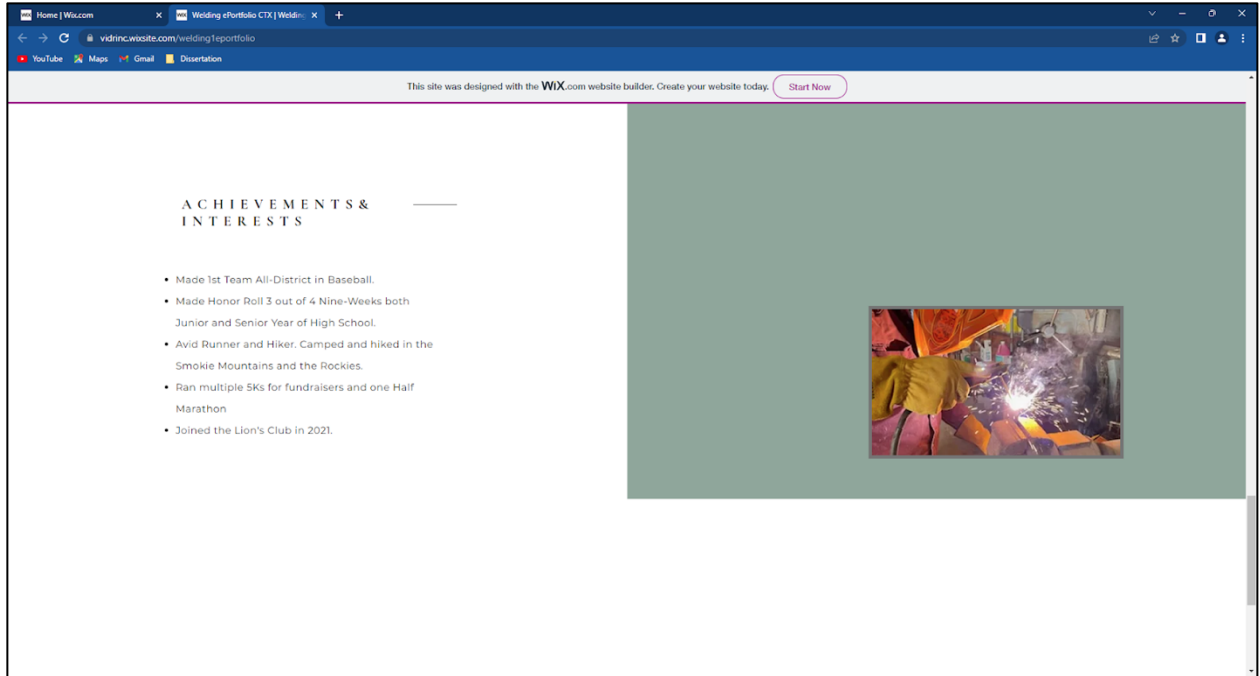 Home | Wix.com
Welding ePortfolio CTX | Welding
vidrinc.wixsite.com/welding1eportfolio
YouTube Maps Gmail Dissertation
This site was designed with the WiX.com website builder. Create your website today. Start Now
ACHIEVEMENTS&
INTERESTS
• Made 1st Team All-District in Baseball.
• Made Honor Roll 3 out of 4 Nine-Weeks both
Junior and Senior Year of High School.
• Avid Runner and Hiker. Camped and hiked in the
Smokie Mountains and the Rockies.
• Ran multiple 5Ks for fundraisers and one Half
Marathon
• Joined the Lion's Club in 2021.